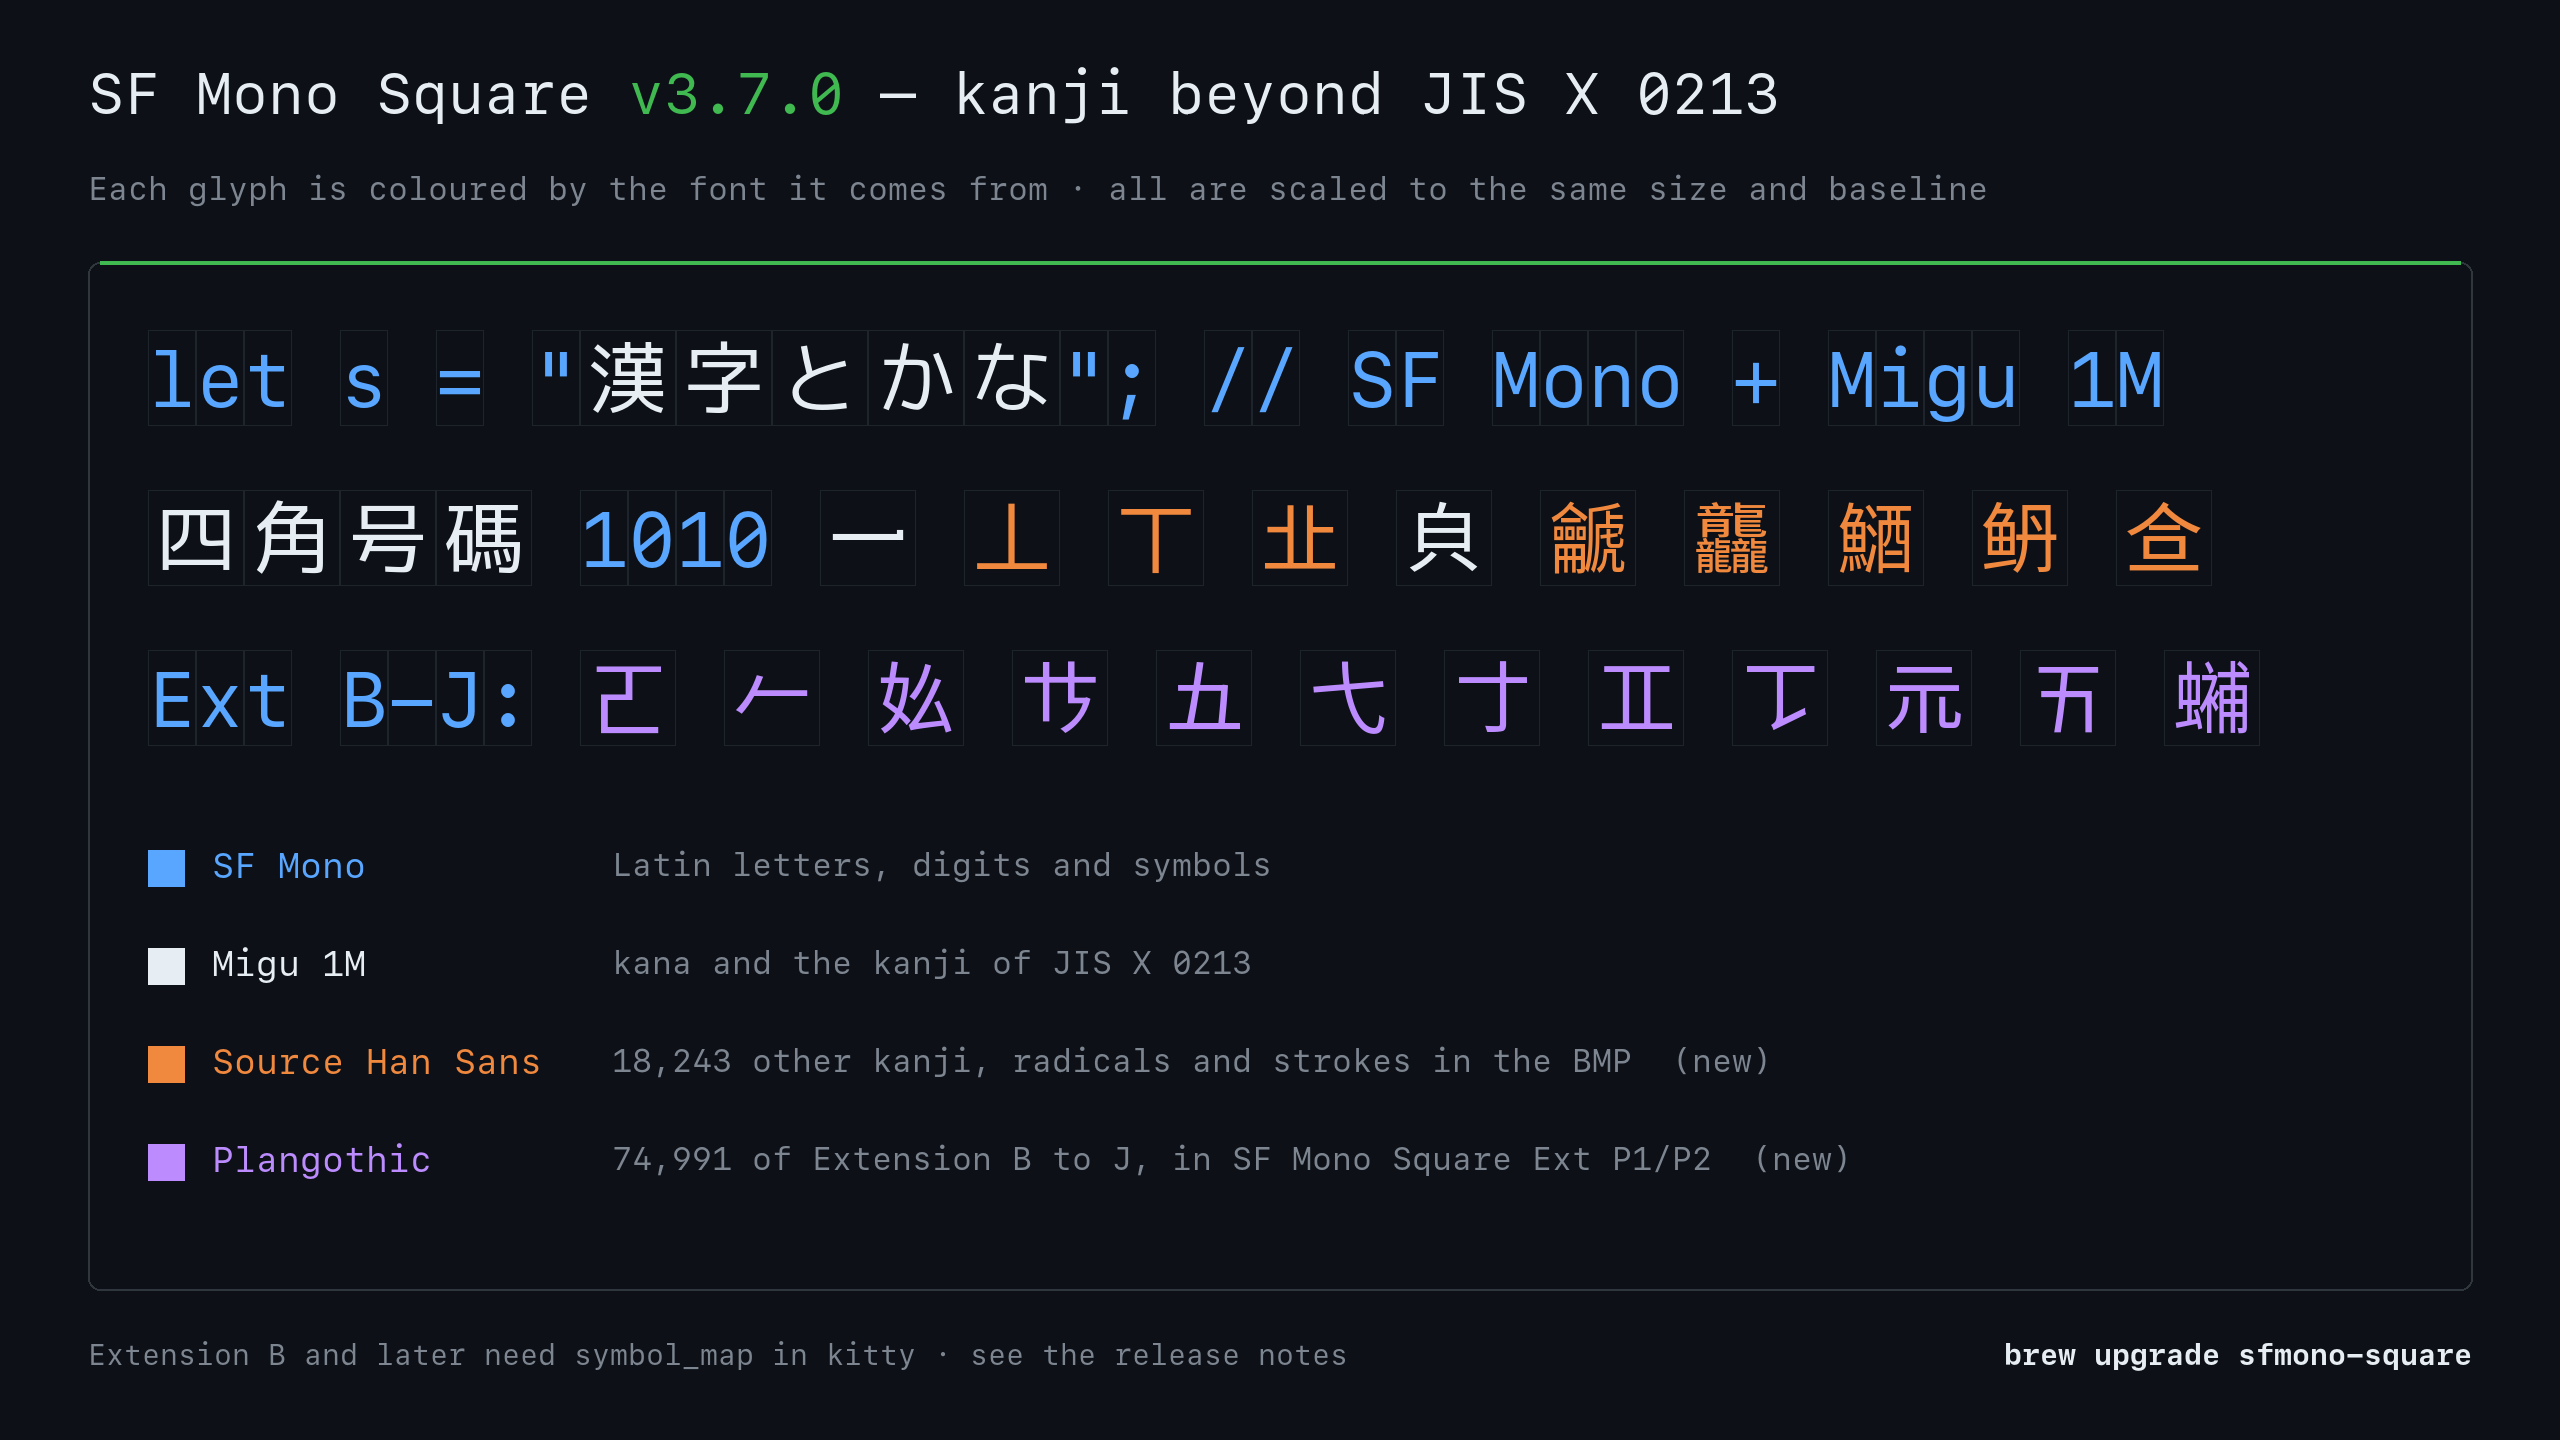 SF Mono Square v3.7.0 — kanji beyond JIS X 0213
Each glyph is coloured by the font it comes from · all are scaled to the same size and baseline
let s = "漢字とかな"; // SF Mono + Migu 1M
四角号碼 1010 丄 丅 龗
Ext B–J:
SF Mono Latin letters, digits and symbols
Migu 1M kana and the kanji of JIS X 0213
Source Han Sans 18,243 other kanji, radicals and strokes in the BMP (new)
Plangothic 74,991 of Extension B to J, in SF Mono Square Ext P1/P2 (new)
Extension B and later need symbol_map in kitty · see the release notes
brew upgrade sfmono-square